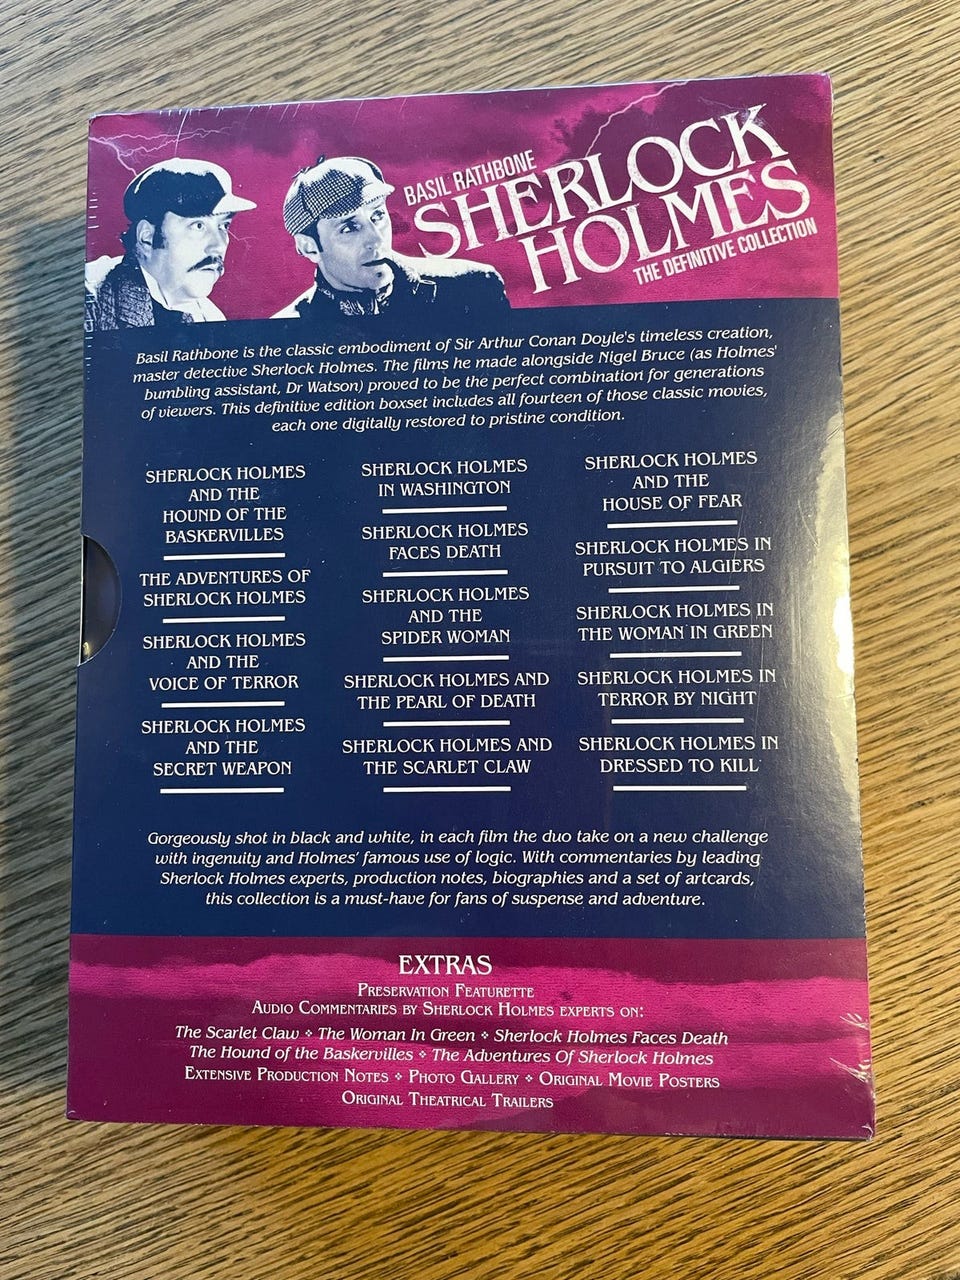 BASIL RATHBONE
SHERLOCK
HOLMES
THE DEFINITIVE COLLECTION
Basil Rathbone is the classic embodiment of Sir Arthur Conan Doyle's timeless creation,
master detective Sherlock Holmes. The films he made alongside Nigel Bruce (as Holmes'
bumbling assistant, Dr Watson) proved to be the perfect combination for generations
of viewers. This definitive edition boxset includes all fourteen of those classic movies,
each one digitally restored to pristine condition.
SHERLOCK HOLMES
AND THE
HOUND OF THE
BASKERVILLES
THE ADVENTURES OF
SHERLOCK HOLMES
SHERLOCK HOLMES
AND THE
VOICE OF TERROR
SHERLOCK HOLMES
AND THE
SECRET WEAPON
SHERLOCK HOLMES
IN WASHINGTON
SHERLOCK HOLMES
FACES DEATH
SHERLOCK HOLMES
AND THE
SPIDER WOMAN
SHERLOCK HOLMES AND
THE PEARL OF DEATH
SHERLOCK HOLMES AND
THE SCARLET CLAW
SHERLOCK HOLMES
AND THE
HOUSE OF FEAR
SHERLOCK HOLMES IN
PURSUIT TO ALGIERS
SHERLOCK HOLMES IN
THE WOMAN IN GREEN
SHERLOCK HOLMES IN
TERROR BY NIGHT
SHERLOCK HOLMES IN
DRESSED TO KILL
Gorgeously shot in black and white, in each film the duo take on a new challenge
with ingenuity and Holmes' famous use of logic. With commentaries by leading
Sherlock Holmes experts, production notes, biographies and a set of artcards,
this collection is a must-have for fans of suspense and adventure.
EXTRAS
PRESERVATION FEATURETTE
AUDIO COMMENTARIES BY SHERLOCK HOLMES EXPERTS ON:
The Scarlet Claw ❖ The Woman In Green ❖ Sherlock Holmes Faces Death
The Hound of the Baskervilles ❖ The Adventures Of Sherlock Holmes
EXTENSIVE PRODUCTION NOTES ❖ PHOTO GALLERY ❖ ORIGINAL MOVIE POSTERS
ORIGINAL THEATRICAL TRAILERS